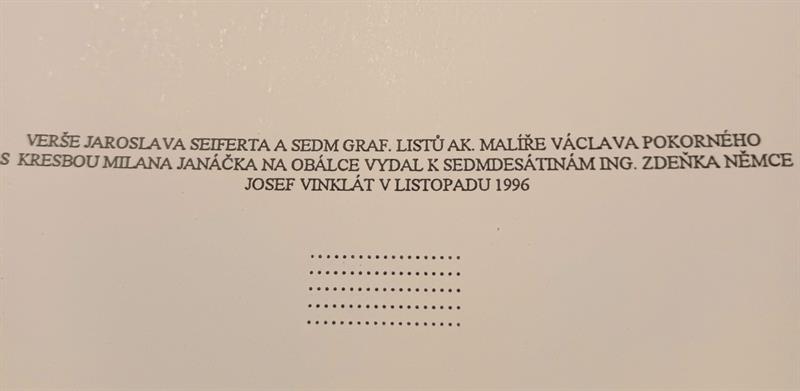 VERŠE JAROSLAVA SEIFERTA A SEDM GRAF. LISTŮ AK. MALÍŘE VÁCLAVA POKORNÉHO
S KRESBOU MILANA JANÁČKA NA OBÁLCE VYDAL K SEDMDESÁTINÁM ING. ZDEŇKA NĚMCE
JOSEF VINKLÁT V LISTOPADU 1996